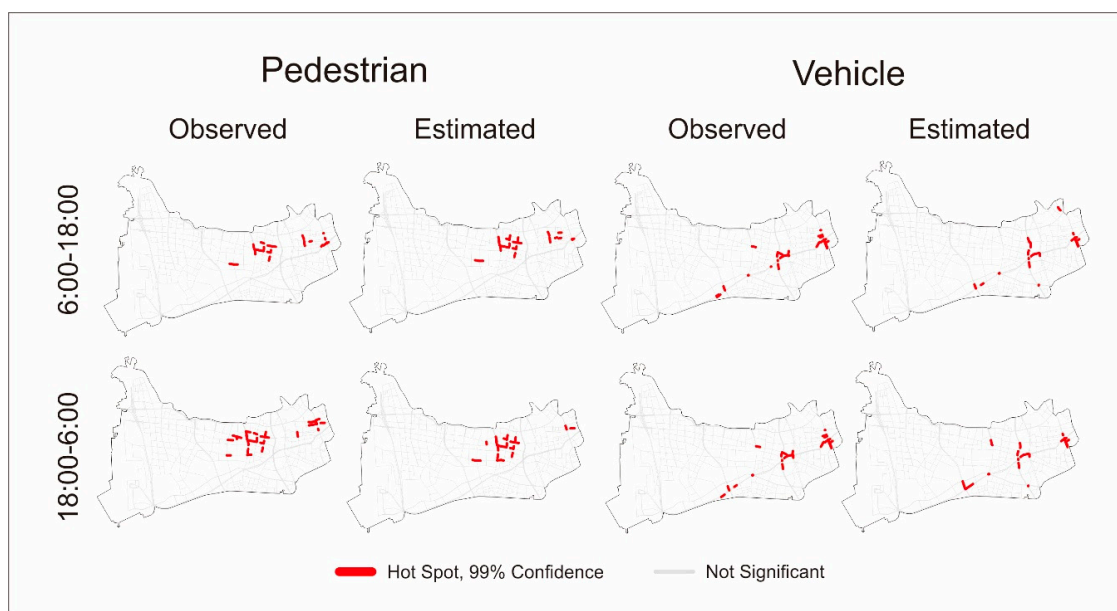 Pedestrian Vehicle
Observed Estimated Observed Estimated
6:00-18:00
18:00-6:00
Hot Spot, 99% Confidence Not Significant